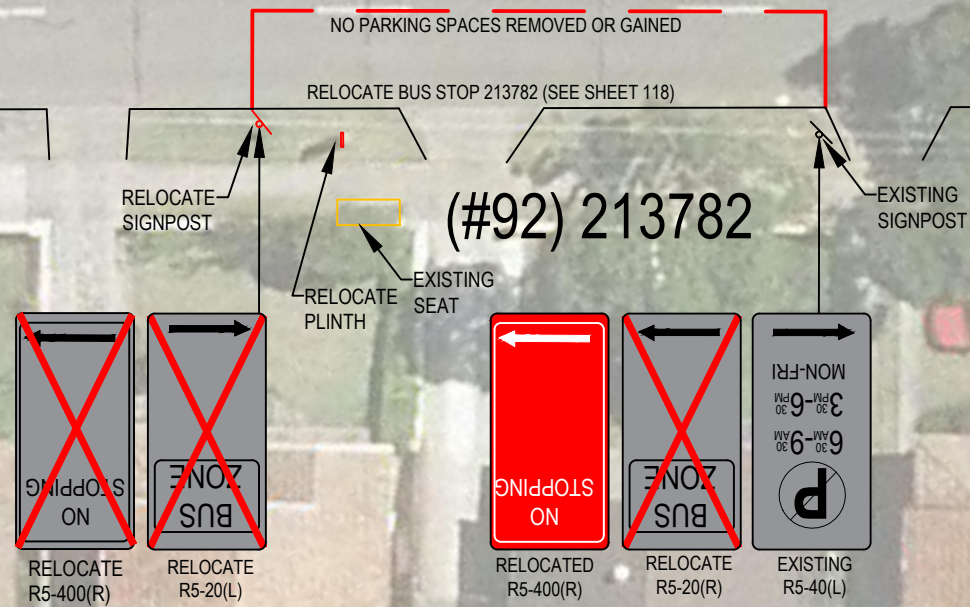 NO PARKING SPACES REMOVED OR GAINED
RELOCATE BUS STOP 213782 (SEE SHEET 118)
RELOCATE
SIGNPOST
(#92) 213782
EXISTING
SIGNPOST
RELOCATE
PLINTH
EXISTING
SEAT
NO
STOPPING
RELOCATE
R5-400(R)
BUS
ZONE
RELOCATE
R5-20(L)
NO
STOPPING
RELOCATED
R5-400(R)
BUS
ZONE
RELOCATE
R5-20(R)
P
6 30 AM-9 30 AM
3 30 PM-6 30 PM
MON-FRI
EXISTING
R5-40(L)